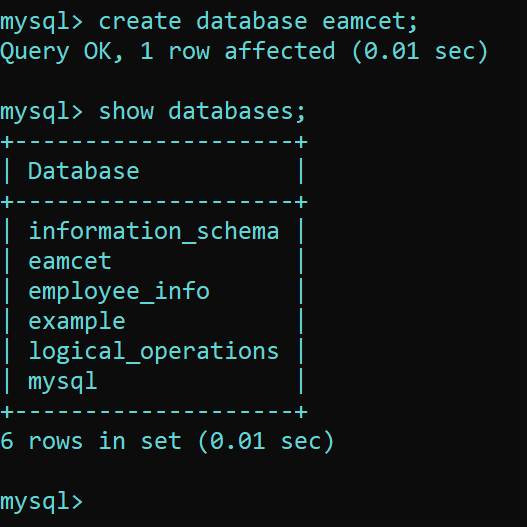 mysql> create database eamcet;
Query OK, 1 row affected (0.01 sec)

mysql> show databases;
+--------------------+
| Database           |
+--------------------+
| information_schema |
| eamcet             |
| employee_info      |
| example            |
| logical_operations |
| mysql              |
+--------------------+
6 rows in set (0.01 sec)

mysql>